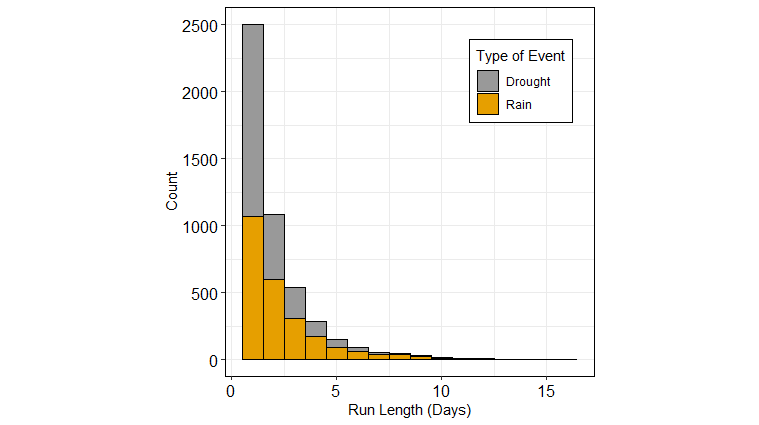 2500
2000
1500
1000
500
0
Count
Type of Event
Drought
Rain
0 5 10 15
Run Length (Days)